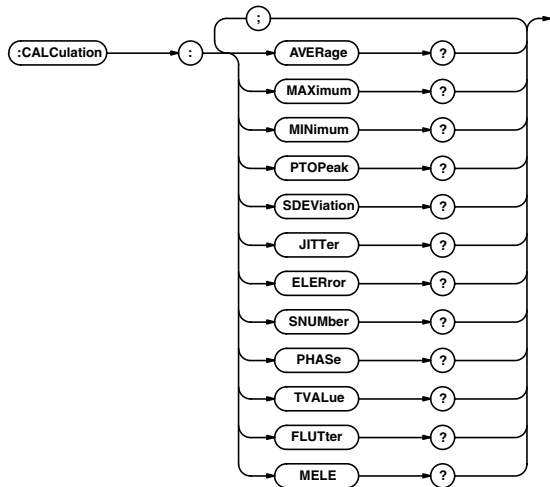 ;
:CALCulation : AVERage ?
MAXimum ?
MINimum ?
PTOPeak ?
SDEViation ?
JITTer ?
ELERror ?
SNUMber ?
PHASe ?
TVALue ?
FLUTter ?
MELE ?